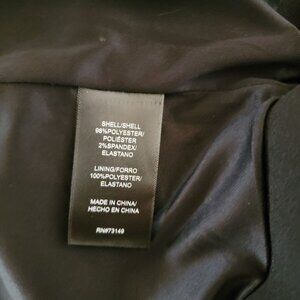 SHELL/SHELL
98%POLYESTER/
POLIÉSTER
2%SPANDEX/
ELASTANO
LINING/FORRO
100%POLYESTER/
ELASTANO
MADE IN CHINA/
HECHO EN CHINA
RN#73149